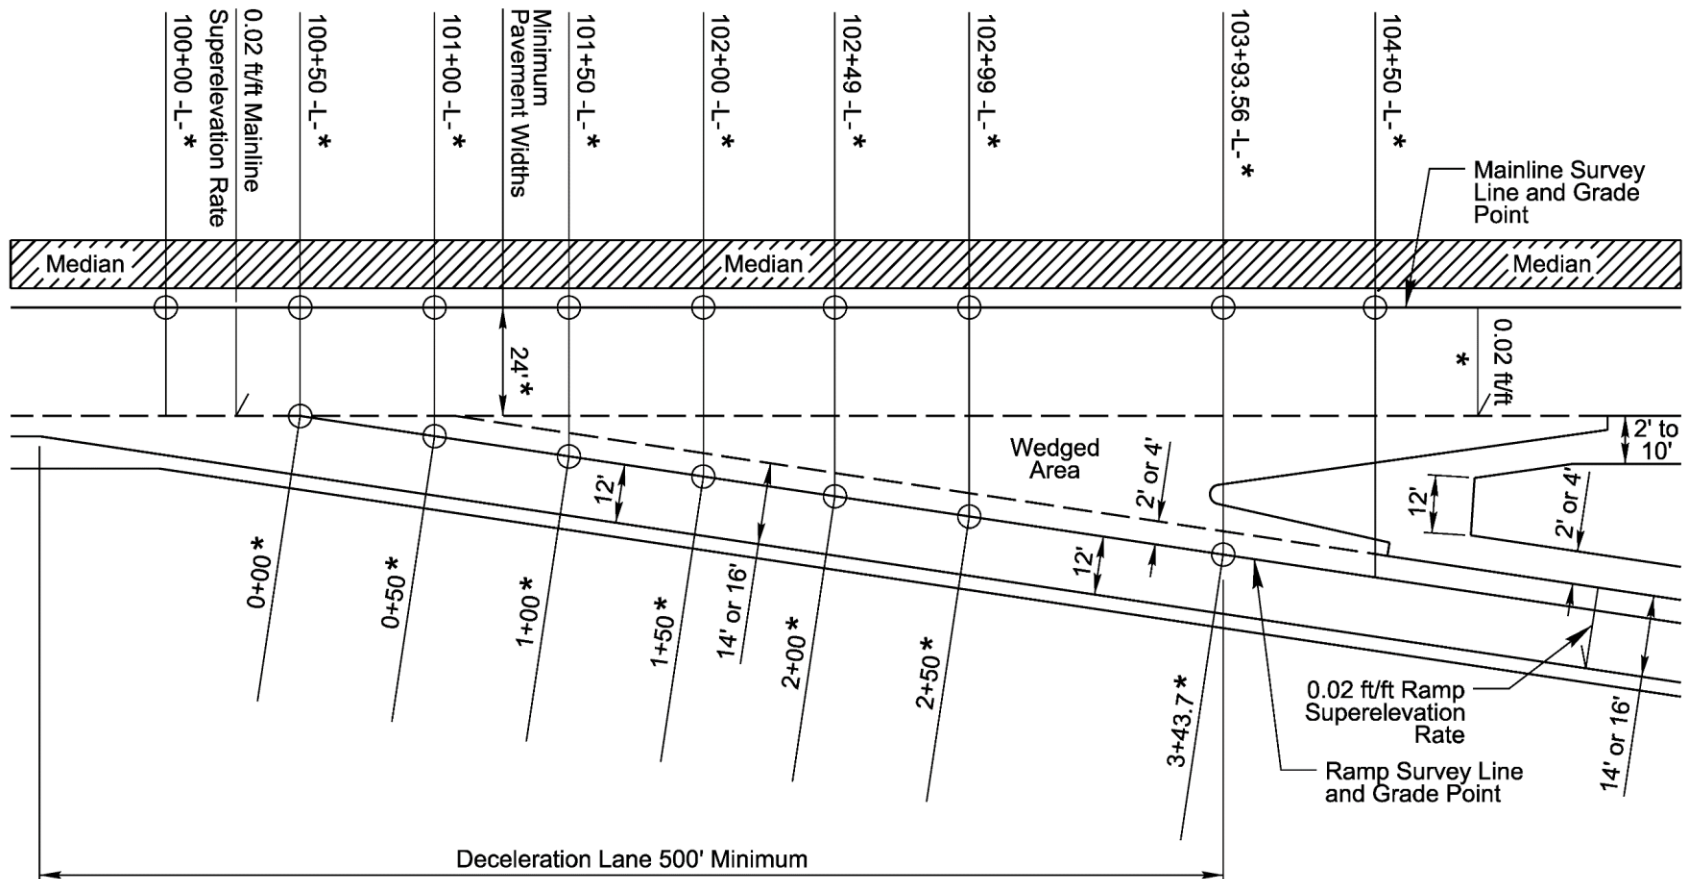 100+00 -L-*
0.02 ft/ft Mainline
Superelevation Rate
100+50 -L-*
101+00 -L-*
Minimum
Pavement Widths
101+50 -L-*
102+00 -L-*
102+49 -L-*
102+99 -L-*
103+93.56 -L-*
104+50 -L-*
Mainline Survey
Line and Grade
Point
Median
Median
Median
24'*
0.02 ft/ft
*
Wedged
Area
2' or 4'
2' to
10'
12'
12'
2' or 4'
12'
14' or 16'
0+00*
0+50*
1+00*
1+50*
2+00*
2+50*
3+43.7*
0.02 ft/ft Ramp
Superelevation
Rate
14' or 16'
Ramp Survey Line
and Grade Point
Deceleration Lane 500' Minimum